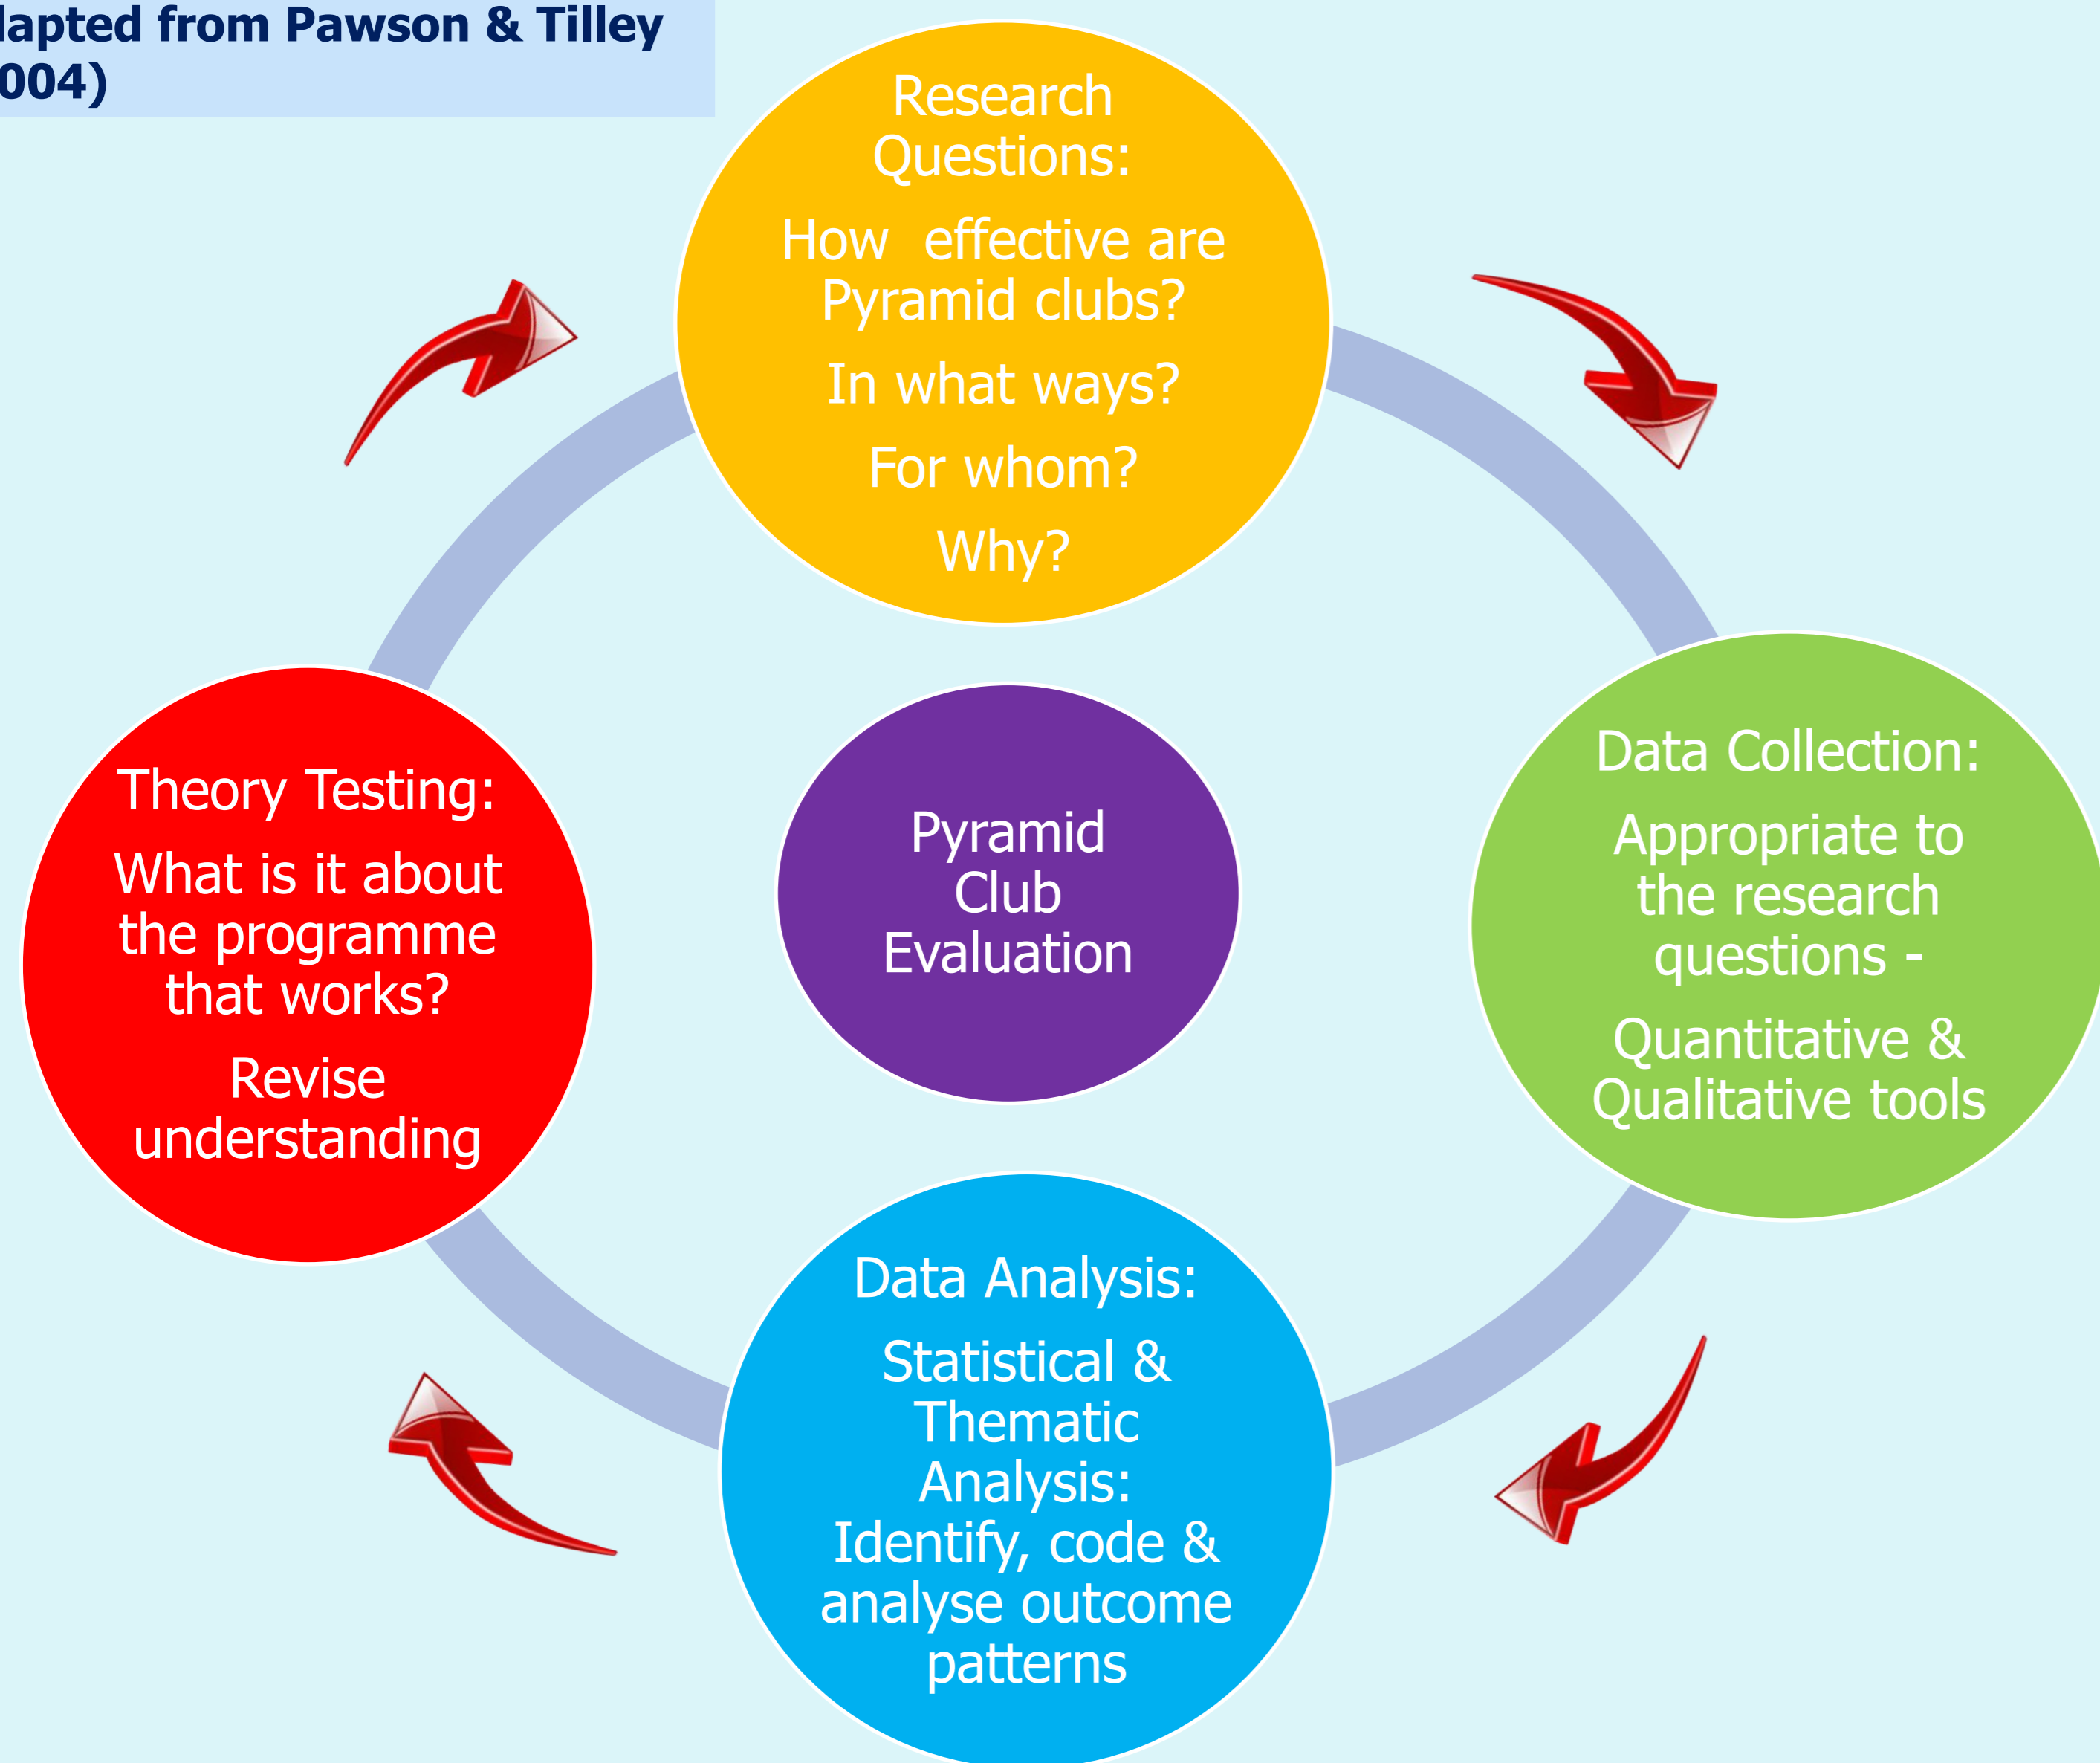 from Pawson & Tilley
Research
Questions:
How effective are
Pyramid clubs?
In what ways?
For whom?
Why?
Data Collection:
Appropriate to
the research
questions -
Quantitative &
Qualitative tools
Data Analysis:
Statistical &
Thematic
Analysis:
Identify, code &
analyse outcome
patterns
Theory Testing:
What is it about
the programme
that works?
Revise
understanding
Pyramid
Club
Evaluation